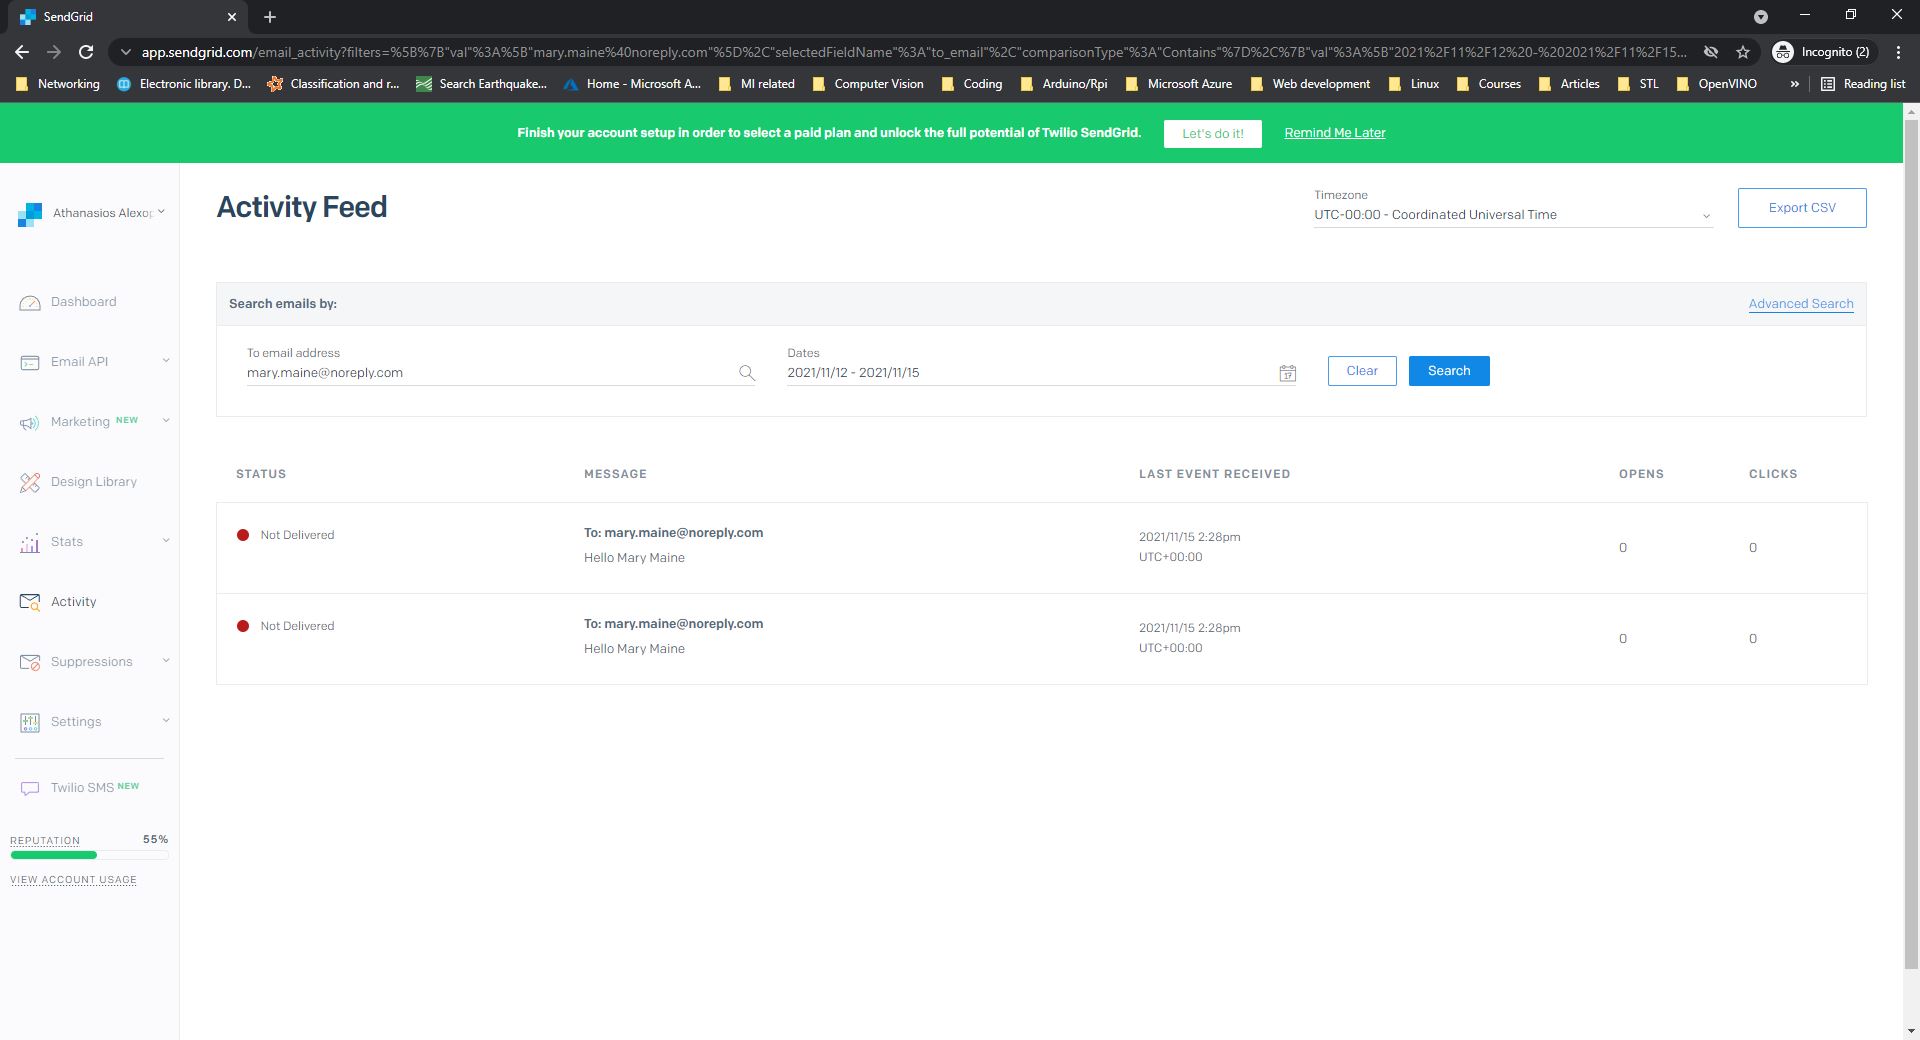 SendGrid
app.sendgrid.com/email_activity?filters=%5B%7B"val"%3A%5B"mary.maine%40noreply.com"%5D%2C"selectedFieldName"%3A"to_email"%2C"comparisonType"%3A"Contains"%7D%2C%7B"val"%3A%5B"2021%2F11%2F12%20-%202021%2F11%2F15...
Incognito (2)
Networking
Electronic library. D...
Classification and r...
Search Earthquake...
Home - Microsoft A...
Ml related
Computer Vision
Coding
Arduino/Rpi
Microsoft Azure
Web development
Linux
Courses
Articles
STL
OpenVINO
»
Reading list
Finish your account setup in order to select a paid plan and unlock the full potential of Twilio SendGrid.
Let's do it!
Remind Me Later
Athanasios Alexop
Dashboard
Email API
Marketing NEW
Design Library
Stats
Activity
Suppressions
Settings
Twilio SMS NEW
REPUTATION 55%
VIEW ACCOUNT USAGE
Activity Feed
Timezone
UTC-00:00 - Coordinated Universal Time
Export CSV
Search emails by:
Advanced Search
To email address
mary.maine@noreply.com
Dates
2021/11/12 - 2021/11/15
17
Clear
Search
STATUS MESSAGE LAST EVENT RECEIVED OPENS CLICKS
Not Delivered
To: mary.maine@noreply.com
Hello Mary Maine
2021/11/15 2:28pm
UTC+00:00
0
0
Not Delivered
To: mary.maine@noreply.com
Hello Mary Maine
2021/11/15 2:28pm
UTC+00:00
0
0